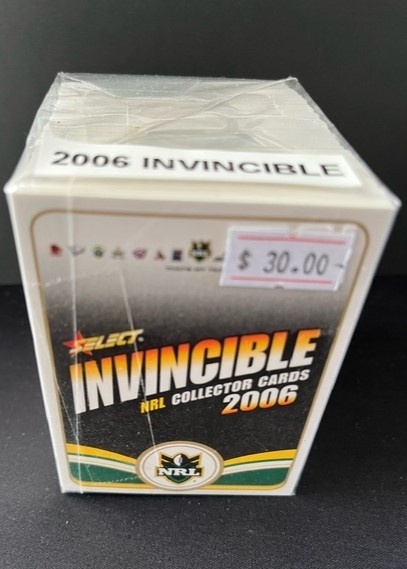 2006 INVINCIBLE
$ 30.00-
SELECT
INVINCIBLE
NRL COLLECTOR CARDS
2006
NRL